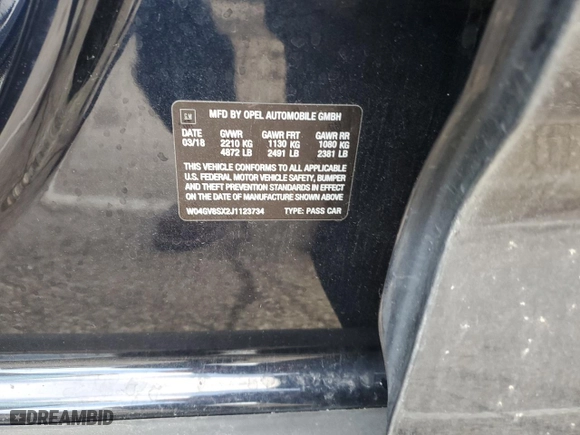 GM MFD BY OPEL AUTOMOBILE GMBH
DATE GVWR GAWR FRT GAWR RR
03/18 2210 KG 1130 KG 1080 KG
4872 LB 2491 LB 2381 LB
THIS VEHICLE CONFORMS TO ALL APPLICABLE
U.S. FEDERAL MOTOR VEHICLE SAFETY, BUMPER
AND THEFT PREVENTION STANDARDS IN EFFECT
ON THE DATE OF MANUFACTURE SHOWN ABOVE
W04GV8SX2J1123734 TYPE: PASS CAR
DREAMBID